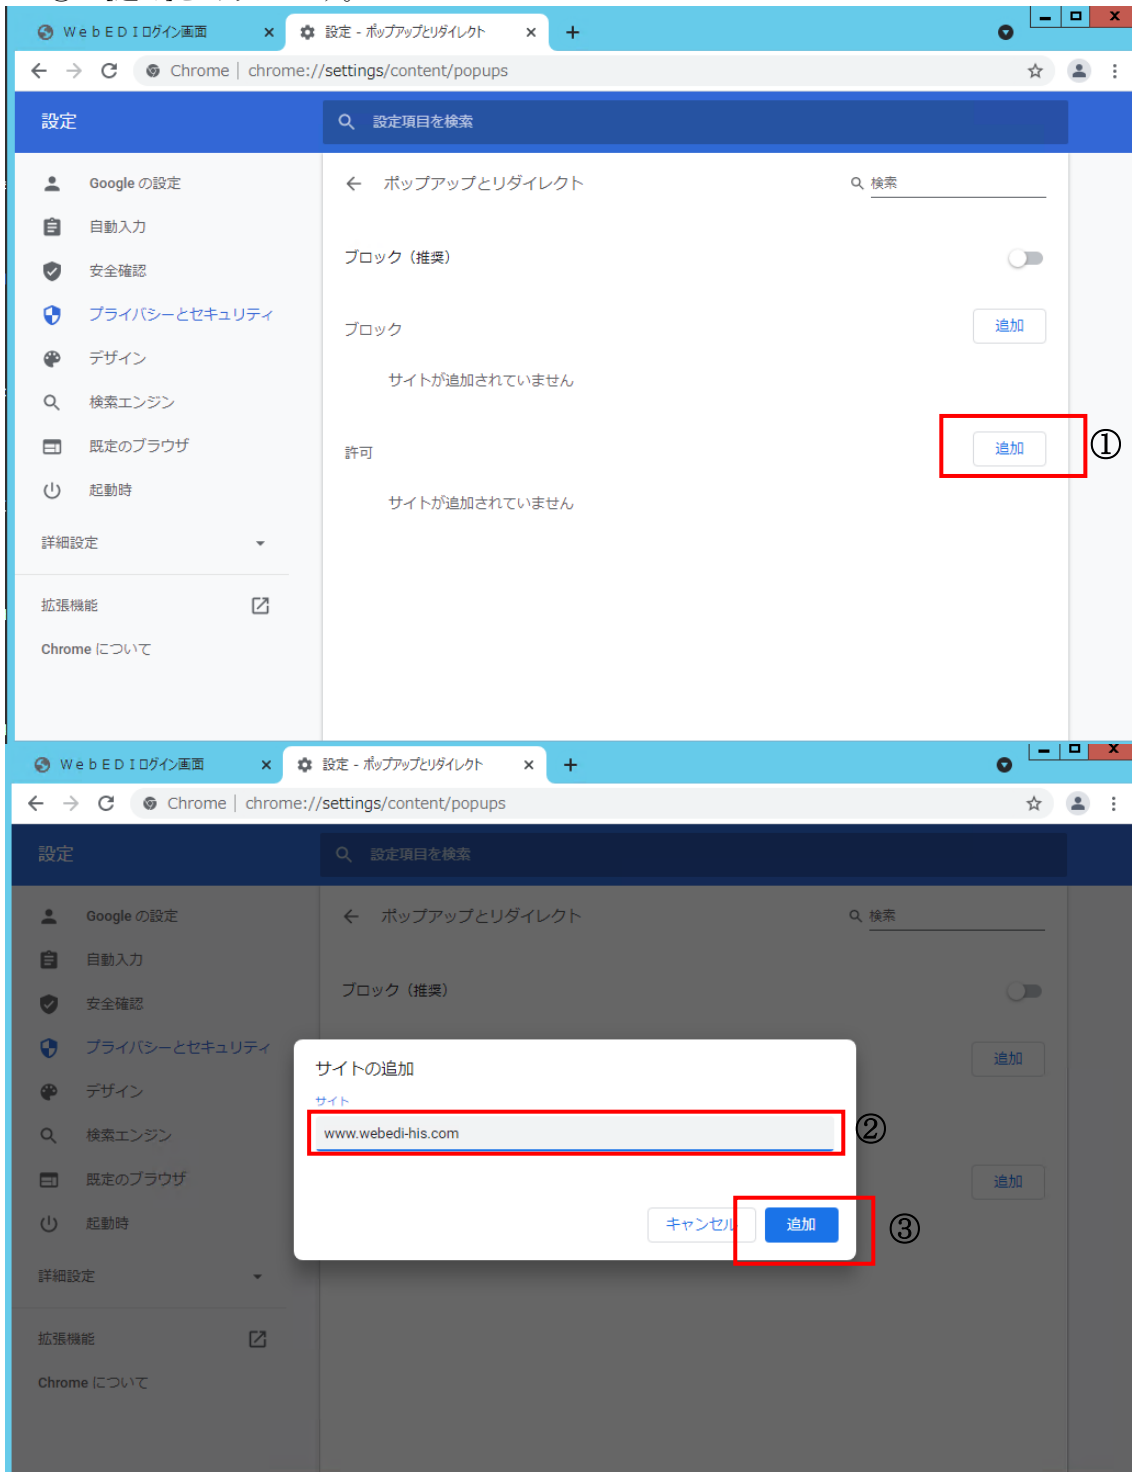 ＷｅｂＥＤＩログイン画面
設定 - ポップアップとリダイレクト
Chrome | chrome://settings/content/popups
設定
設定項目を検索
Google の設定
ポップアップとリダイレクト
検索
自動入力
ブロック（推奨）
安全確認
プライバシーとセキュリティ
ブロック
追加
デザイン
サイトが追加されていません
検索エンジン
既定のブラウザ
許可
追加
①
起動時
サイトが追加されていません
詳細設定
拡張機能
Chrome について
ＷｅｂＥＤＩログイン画面
設定 - ポップアップとリダイレクト
Chrome | chrome://settings/content/popups
設定
設定項目を検索
Google の設定
ポップアップとリダイレクト
検索
自動入力
ブロック（推奨）
安全確認
プライバシーとセキュリティ
追加
サイトの追加
デザイン
サイト
検索エンジン
www.webedi-his.com
②
既定のブラウザ
追加
起動時
キャンセル
追加
③
詳細設定
拡張機能
Chrome について